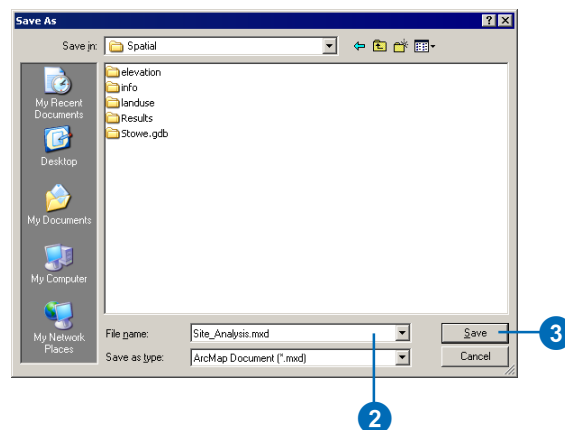 Save As
Save in:
Spatial
elevation
info
landuse
Results
Stowe.gdb
My Recent
Documents
Desktop
My Documents
My Computer
My Network
Places
File name:
Site_Analysis.mxd
Save
3
Save as type:
ArcMap Document (*.mxd)
Cancel
2